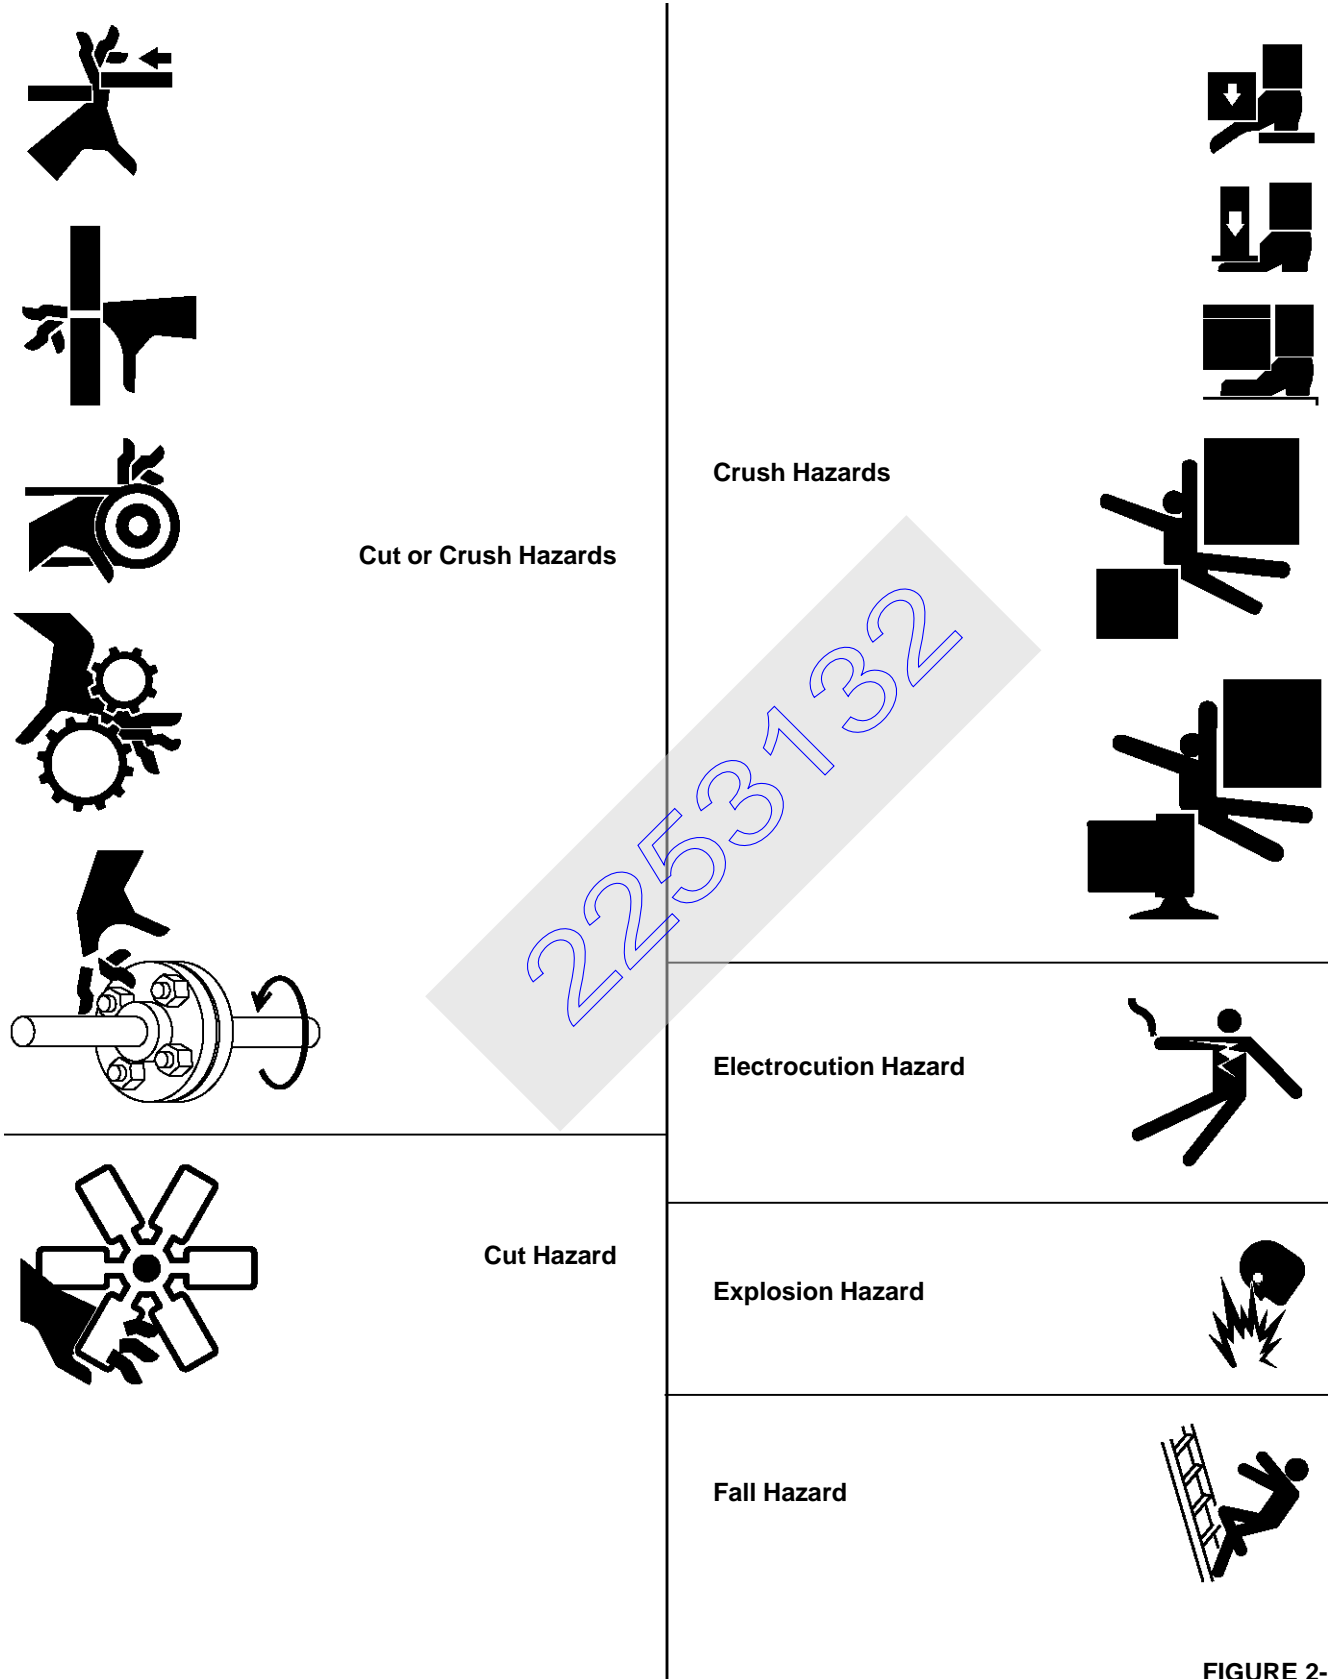 Cut or Crush Hazards
Cut Hazard
Crush Hazards
Electrocution Hazard
Explosion Hazard
Fall Hazard
2253132
FIGURE 2-